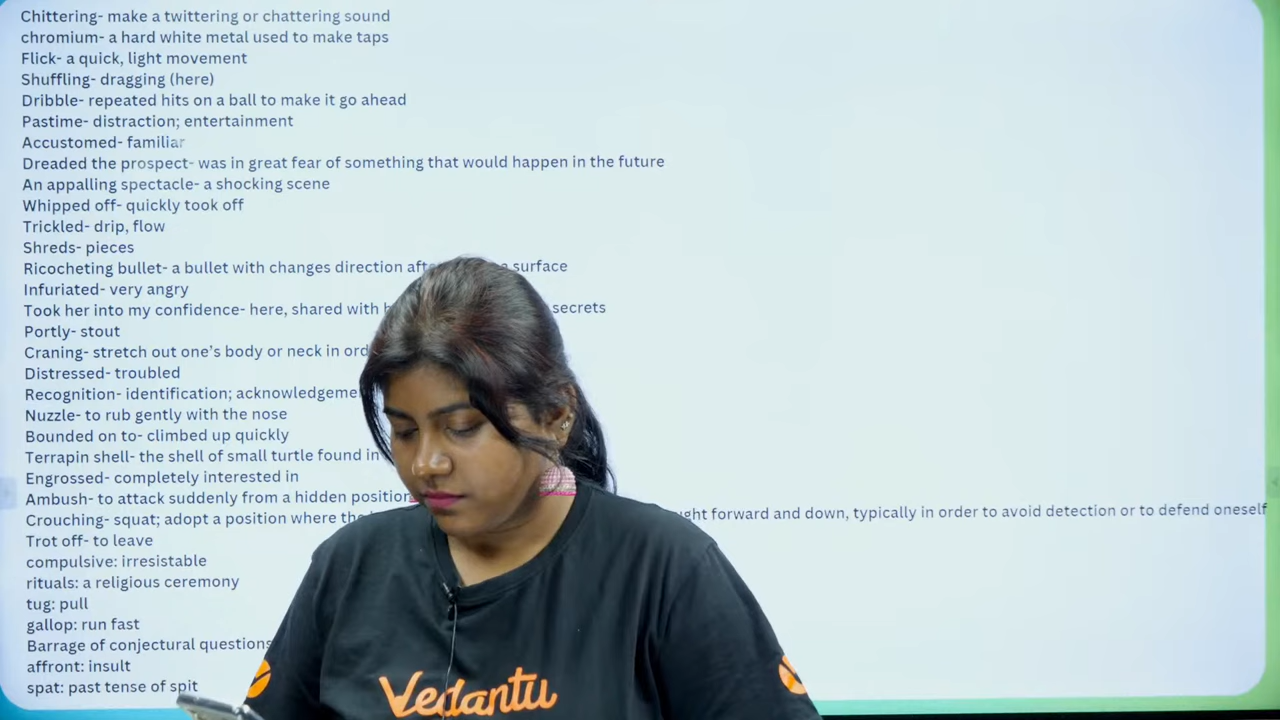 Chittering- make a twittering or chattering sound
chromium- a hard white metal used to make taps
Flick- a quick, light movement
Shuffling- dragging (here)
Dribble- repeated hits on a ball to make it go ahead
Pastime- distraction; entertainment
Accustomed- familiar
Dreaded the prospect- was in great fear of something that would happen in the future
An appalling spectacle- a shocking scene
Whipped off- quickly took off
Trickled- drip, flow
Shreds- pieces
Ricocheting bullet- a bullet with changes direction surface
Infuriated- very angry
Took her into my confidence- here, shared with secrets
Portly- stout
Craning- stretch out one's body or neck in
Distressed- troubled
Recognition- identification;
Nuzzle- to rub gently with the nose
Bounded on to- climbed up quickly
Terrapin shell- the shell of small turtle found in
Engrossed- completely interested in
Ambush- to attack suddenly from a hidden position
Crouching- squat; adopt a position where forward and down, typically in order to avoid detection or to defend oneself
Trot off- to leave
compulsive: irresistable
rituals: a religious ceremony
tug: pull
gallop: run fast
Barrage of conjectural questions
affront: insult
spat: past tense of spit
Vedantu